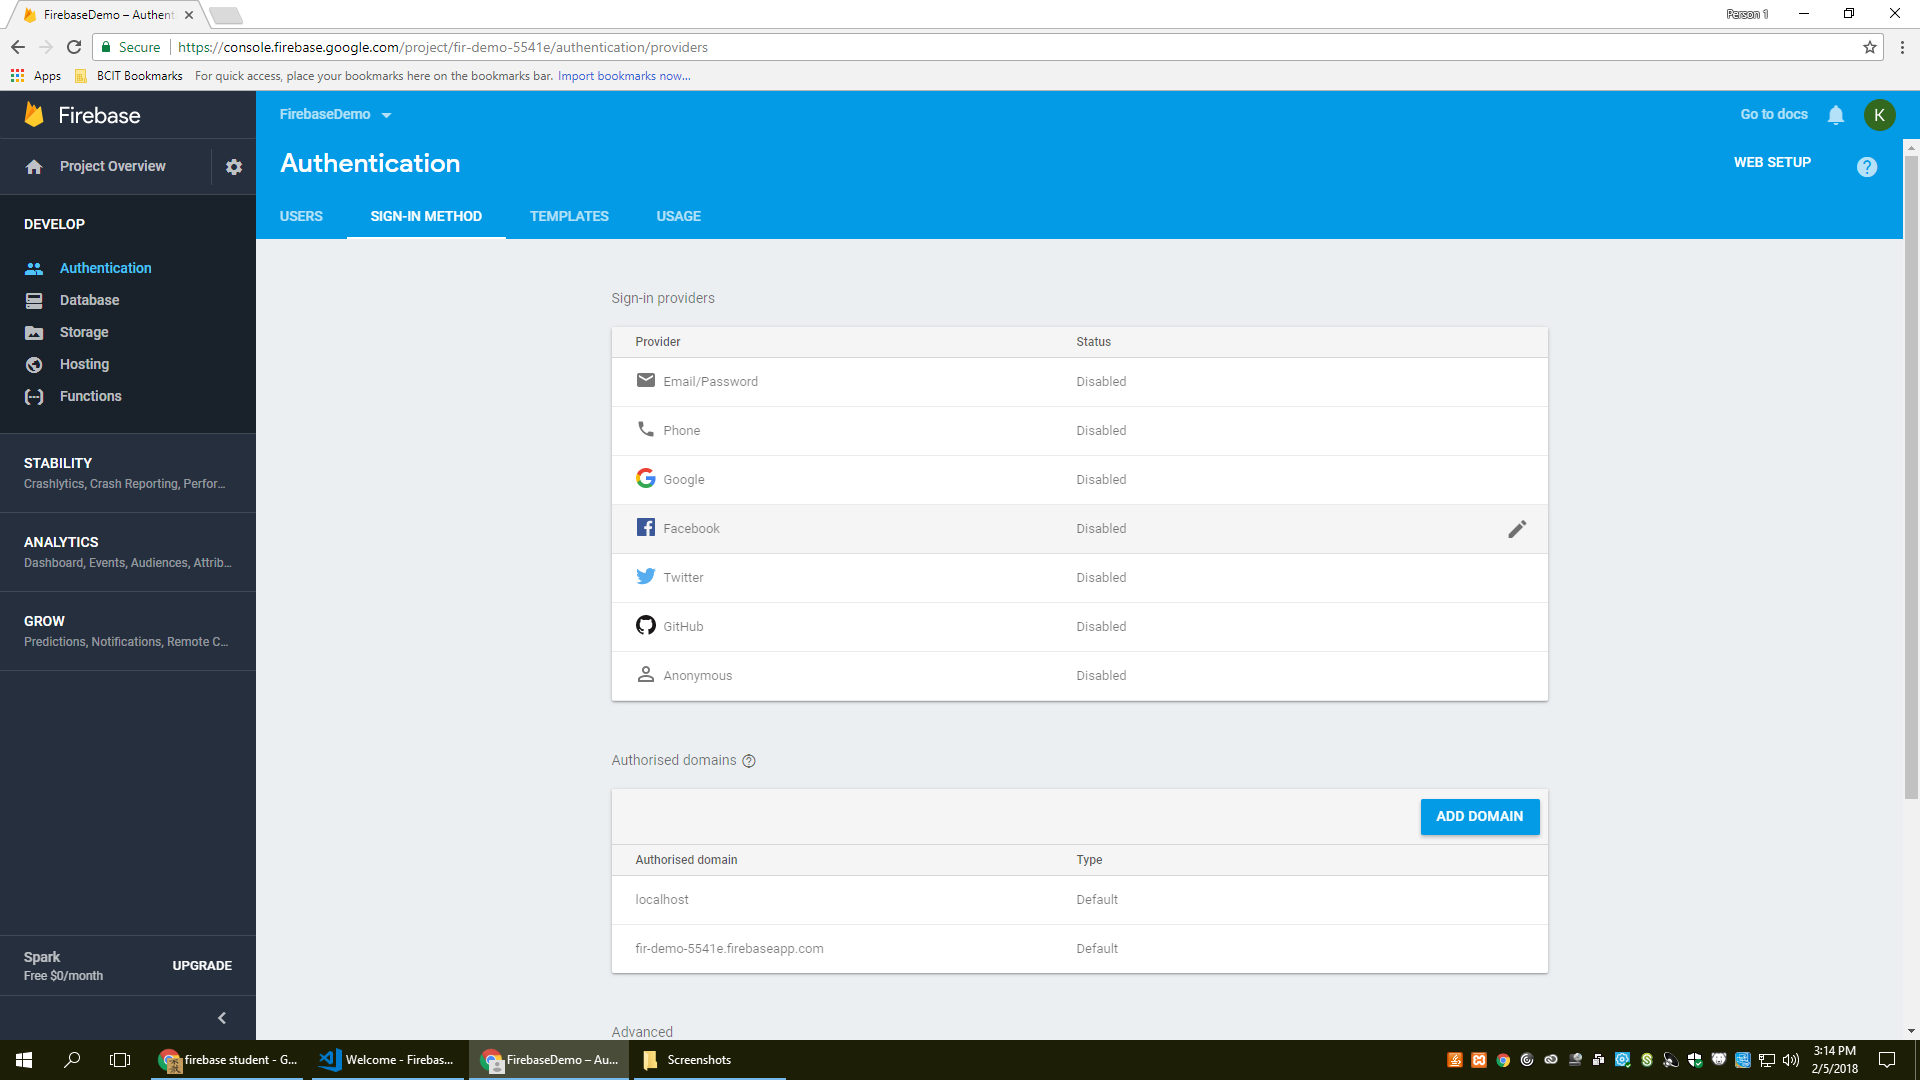 FirebaseDemo – Authent
Person 1
Secure
https://console.firebase.google.com/project/fir-demo-5541e/authentication/providers
Apps
BCIT Bookmarks
For quick access, place your bookmarks here on the bookmarks bar. Import bookmarks now...
Firebase
FirebaseDemo
Go to docs
K
Project Overview
Authentication
WEB SETUP
?
USERS
SIGN-IN METHOD
TEMPLATES
USAGE
DEVELOP
Authentication
Database
Storage
Hosting
Functions
STABILITY
Crashlytics, Crash Reporting, Perfor...
ANALYTICS
Dashboard, Events, Audiences, Attrib...
GROW
Predictions, Notifications, Remote C...
Spark
Free $0/month
UPGRADE
Sign-in providers
Provider Status
Email/Password Disabled
Phone Disabled
Google Disabled
Facebook Disabled
Twitter Disabled
GitHub Disabled
Anonymous Disabled
Authorised domains ?
ADD DOMAIN
Authorised domain Type
localhost Default
fir-demo-5541e.firebaseapp.com Default
Advanced
firebase student - G...
Welcome - Firebas...
FirebaseDemo – Au...
Screenshots
3:14 PM
2/5/2018